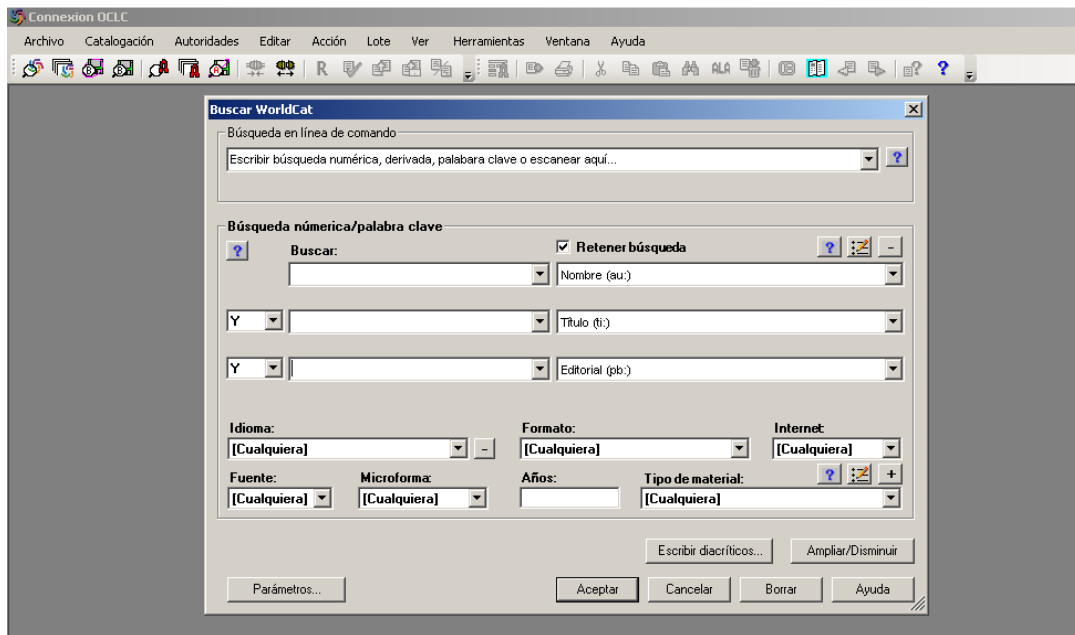 Connexion OCLC
Archivo Catalogación Autoridades Editar Acción Lote Ver Herramientas Ventana Ayuda
R ALA ?
Buscar WorldCat
Búsqueda en línea de comando
Escribir búsqueda numérica, derivada, palabara clave o escanear aquí... ?
Búsqueda númerica/palabra clave
? Buscar: Retener búsqueda ? -
Nombre (au:)
Y Título (ti:)
Y Editorial (pb:)
Idioma: Formato: Internet:
[Cualquiera] - [Cualquiera] [Cualquiera]
Fuente: Microforma: Años: Tipo de material: ? +
[Cualquiera] [Cualquiera] [Cualquiera]
Escribir diacríticos... Ampliar/Disminuir
Parámetros... Aceptar Cancelar Borrar Ayuda